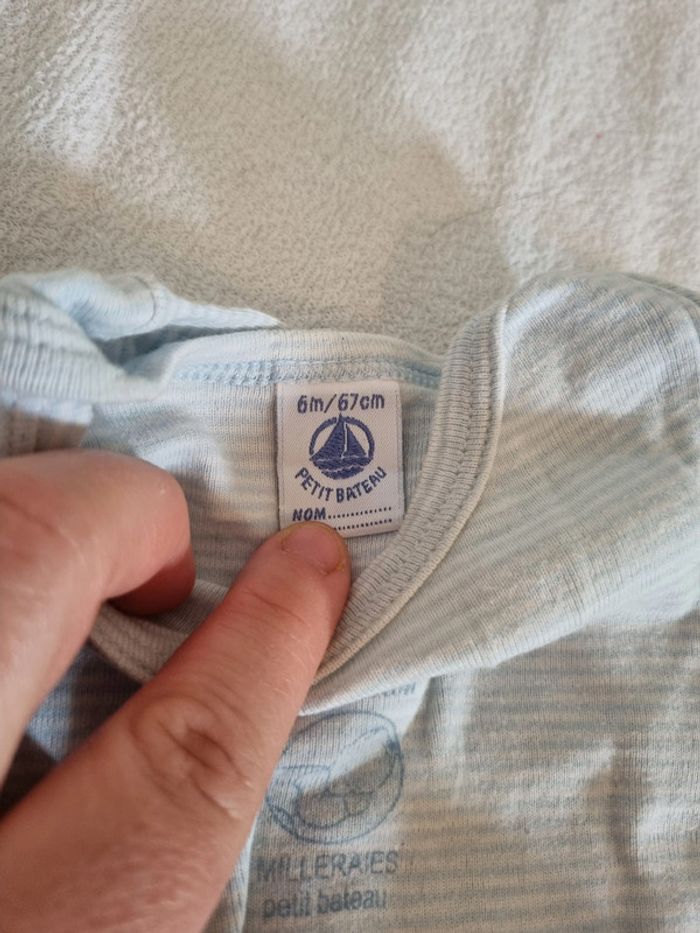 6m/67cm
PETIT BATEAU
NOM
MILLERAIES
petit bateau